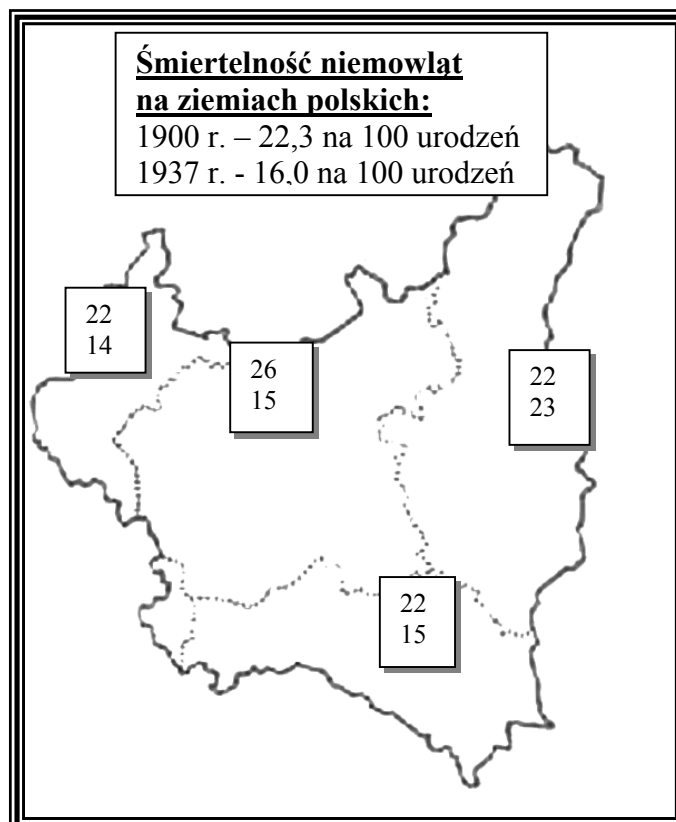 Śmiertelność niemowląt
na ziemiach polskich:
1900 r. – 22,3 na 100 urodzeń
1937 r. - 16,0 na 100 urodzeń
22
14
26
15
22
23
22
15